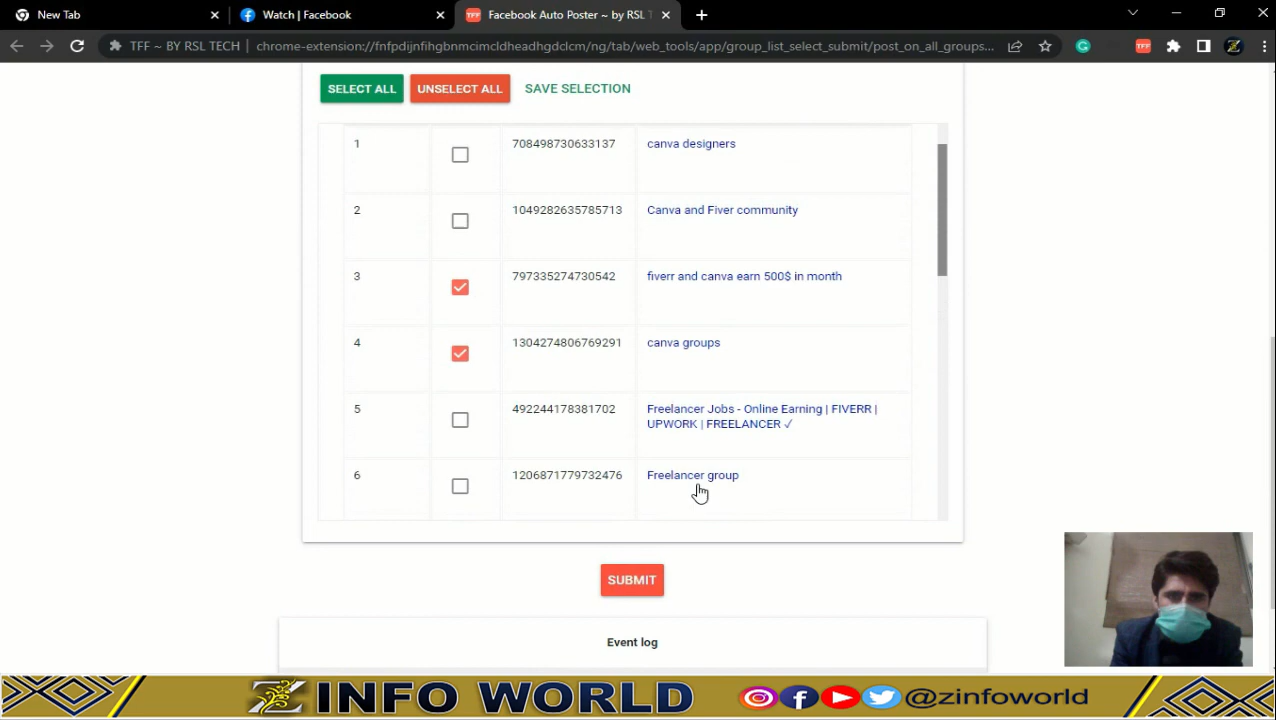 New Tab
Watch | Facebook
TFF
Facebook Auto Poster ~ by RSL T
TFF ~ BY RSL TECH
chrome-extension://fnfpdijnfihgbnmcimcldheadhgdclcm/ng/tab/web_tools/app/group_list_select_submit/post_on_all_groups...
TFF
SELECT ALL
UNSELECT ALL
SAVE SELECTION
1
708498730633137
canva designers
2
1049282635785713
Canva and Fiver community
3
797335274730542
fiverr and canva earn 500$ in month
4
1304274806769291
canva groups
5
492244178381702
Freelancer Jobs - Online Earning | FIVERR |
UPWORK | FREELANCER ✓
6
1206871779732476
Freelancer group
SUBMIT
Event log
Z INFO WORLD
@zinfoworld